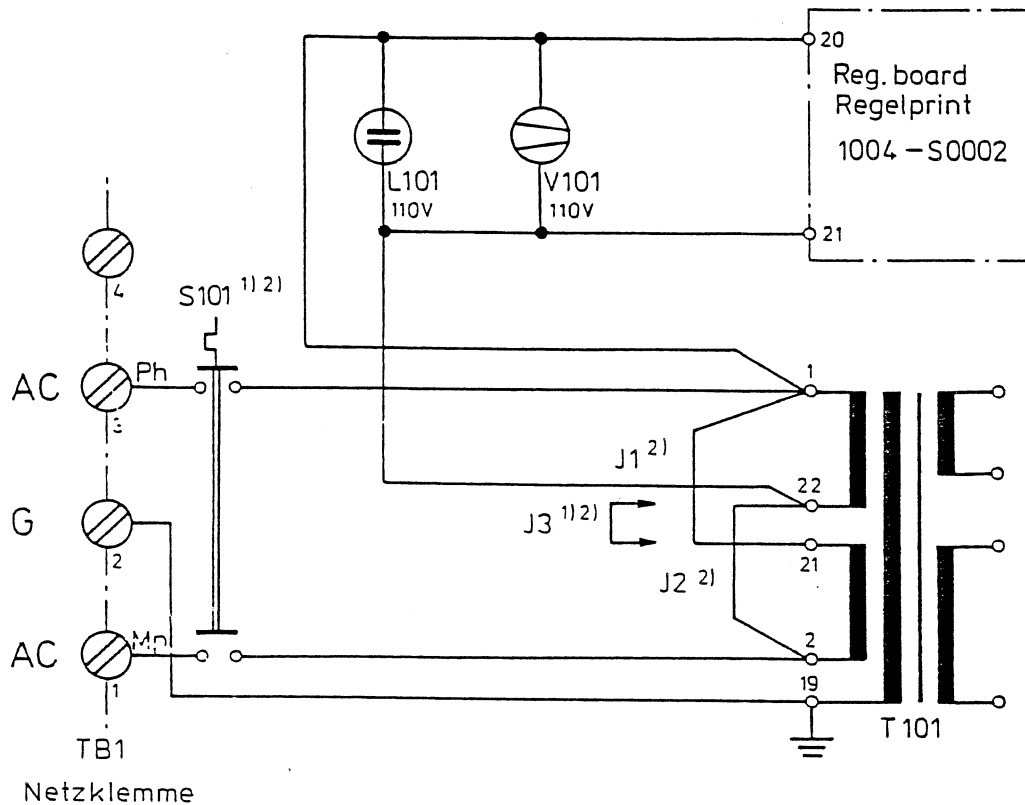 20
Reg. board
Regelprint
1004-S0002
L101
110V
V101
110V
21
4
S101 1) 2)
AC
Ph
3
1
J1 2)
22
G
J3 1) 2)
2
21
J2 2)
AC
Mp
2
1
19
T101
TB1
Netzklemme